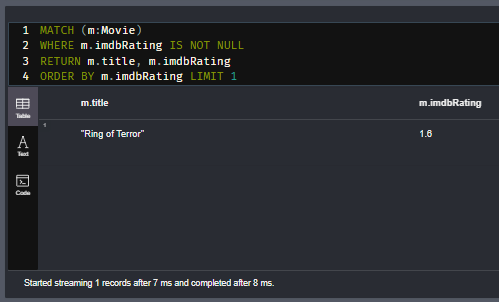 1 MATCH (m:Movie)
2 WHERE m.imdbRating IS NOT NULL
3 RETURN m.title, m.imdbRating
4 ORDER BY m.imdbRating LIMIT 1
Table
m.title m.imdbRating
1
"Ring of Terror" 1.6
A
Text
Code
Started streaming 1 records after 7 ms and completed after 8 ms.